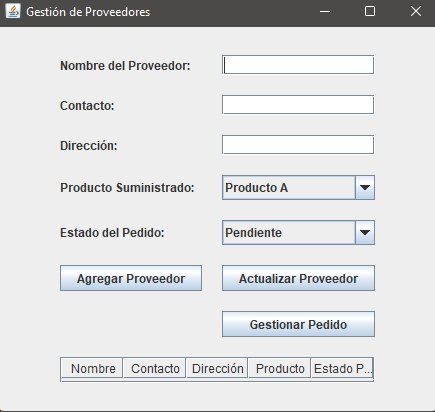 Gestión de Proveedores
Nombre del Proveedor:
Contacto:
Dirección:
Producto Suministrado: Producto A
Estado del Pedido: Pendiente
Agregar Proveedor Actualizar Proveedor
Gestionar Pedido
Nombre Contacto Dirección Producto Estado P...